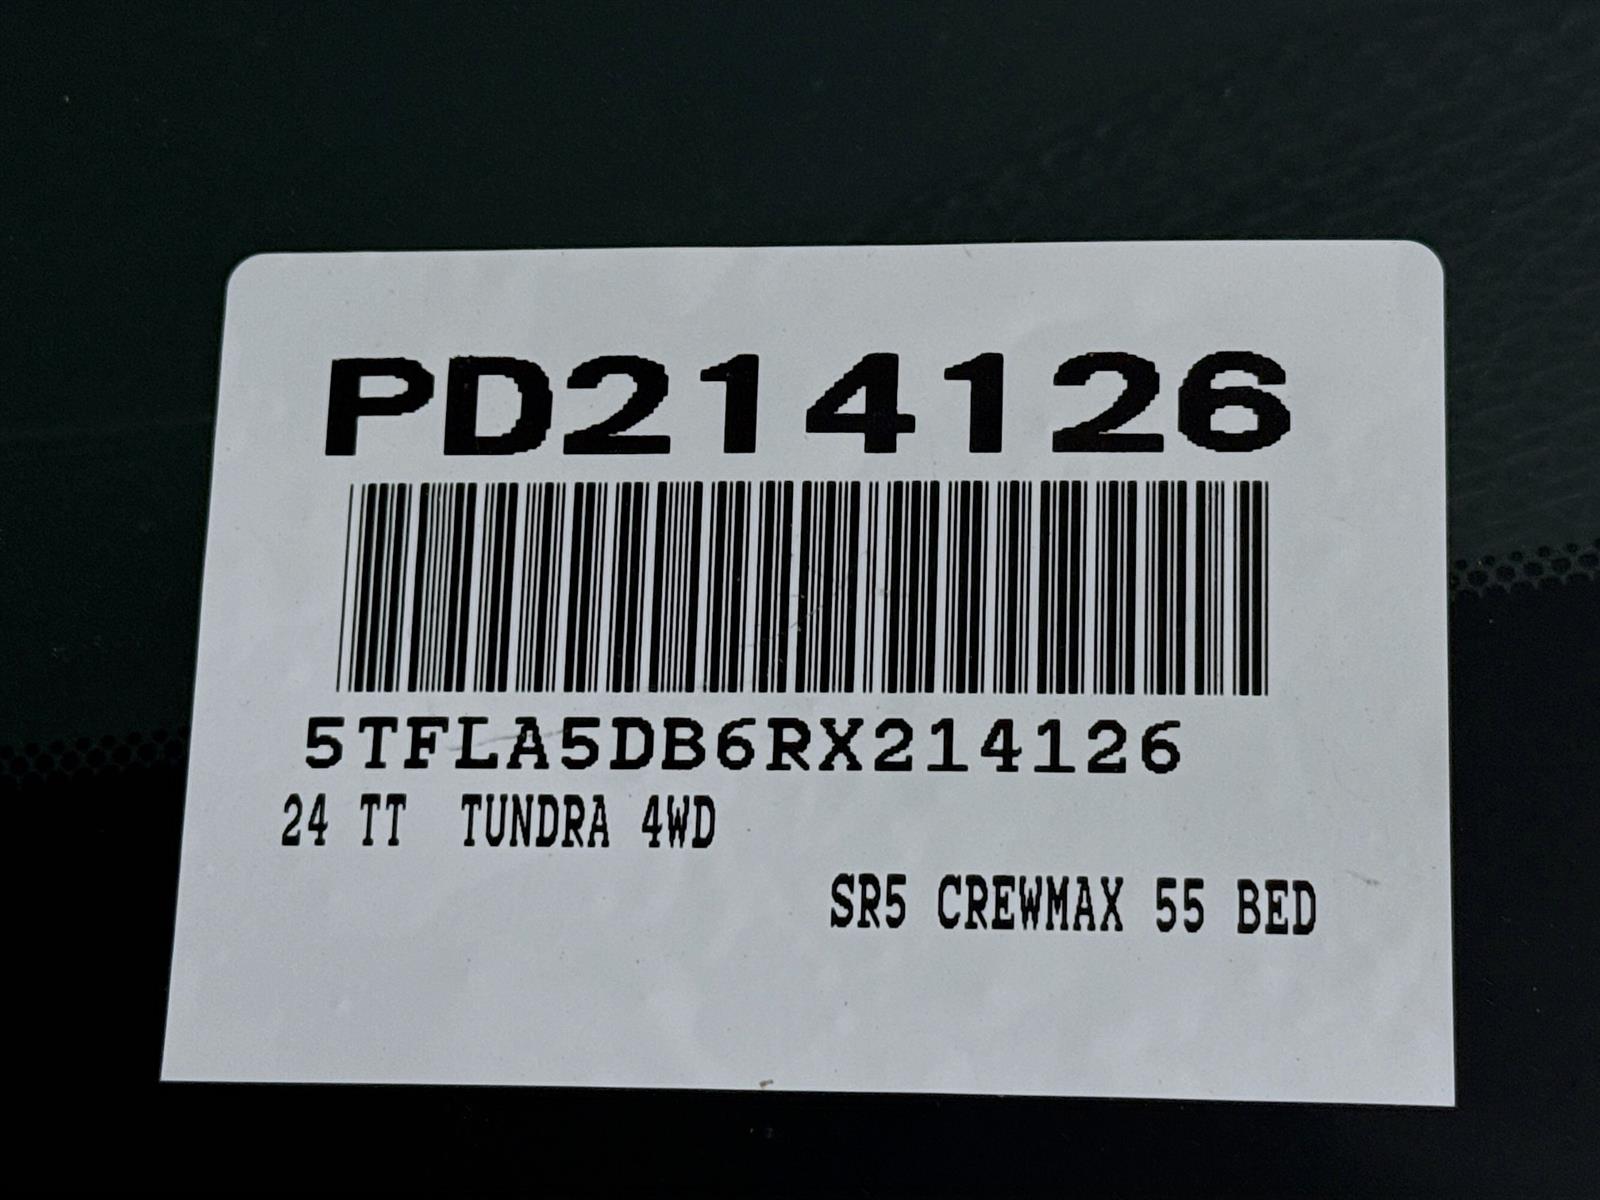 PD214126
5TFLA5DB6RX214126
24 TT TUNDRA 4WD
SR5 CREWMAX 55 BED